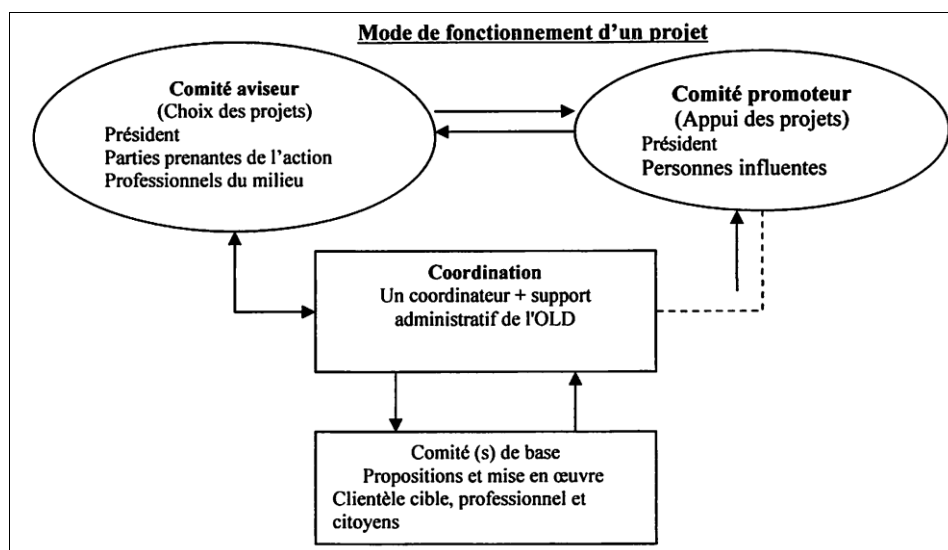 Mode de fonctionnement d'un projet
Comité aviseur
(Choix des projets)
Président
Parties prenantes de l'action
Professionnels du milieu
Comité promoteur
(Appui des projets)
Président
Personnes influentes
Coordination
Un coordinateur + support
administratif de l'OLD
Comité (s) de base
Propositions et mise en œuvre
Clientèle cible, professionnel et
citoyens